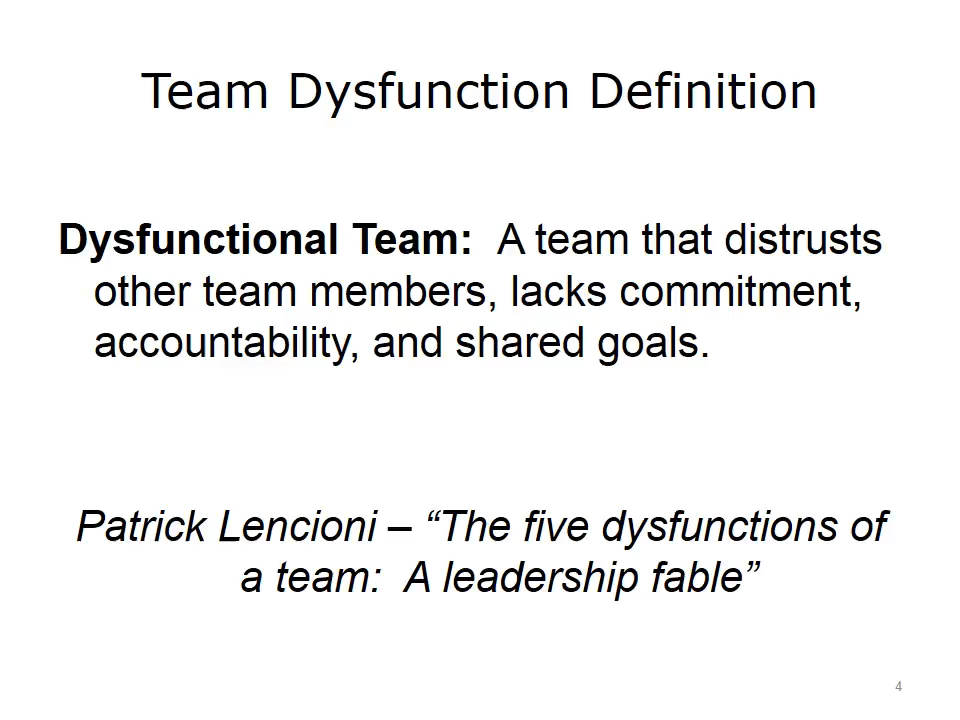 Team Dysfunction Definition
Dysfunctional Team:  A team that distrusts
other team members, lacks commitment,
accountability, and shared goals.
Patrick Lencioni – “The five dysfunctions of
a team:  A leadership fable”
4